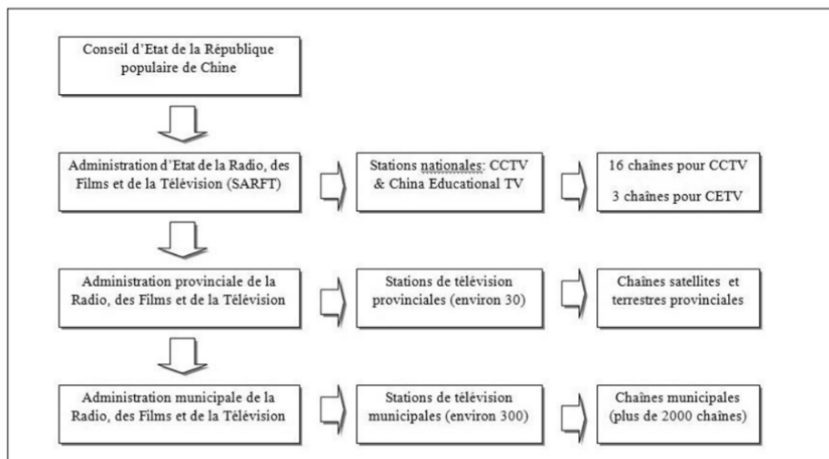 Conseil d'Etat de la République
populaire de Chine
Administration d'Etat de la Radio, des
Films et de la Télévision (SARFT)
Stations nationales: CCTV
& China Educational TV
16 chaînes pour CCTV
3 chaînes pour CETV
Administration provinciale de la
Radio, des Films et de la Télévision
Stations de télévision
provinciales (environ 30)
Chaînes satellites et
terrestres provinciales
Administration municipale de la
Radio, des Films et de la Télévision
Stations de télévision
municipales (environ 300)
Chaînes municipales
(plus de 2000 chaînes)